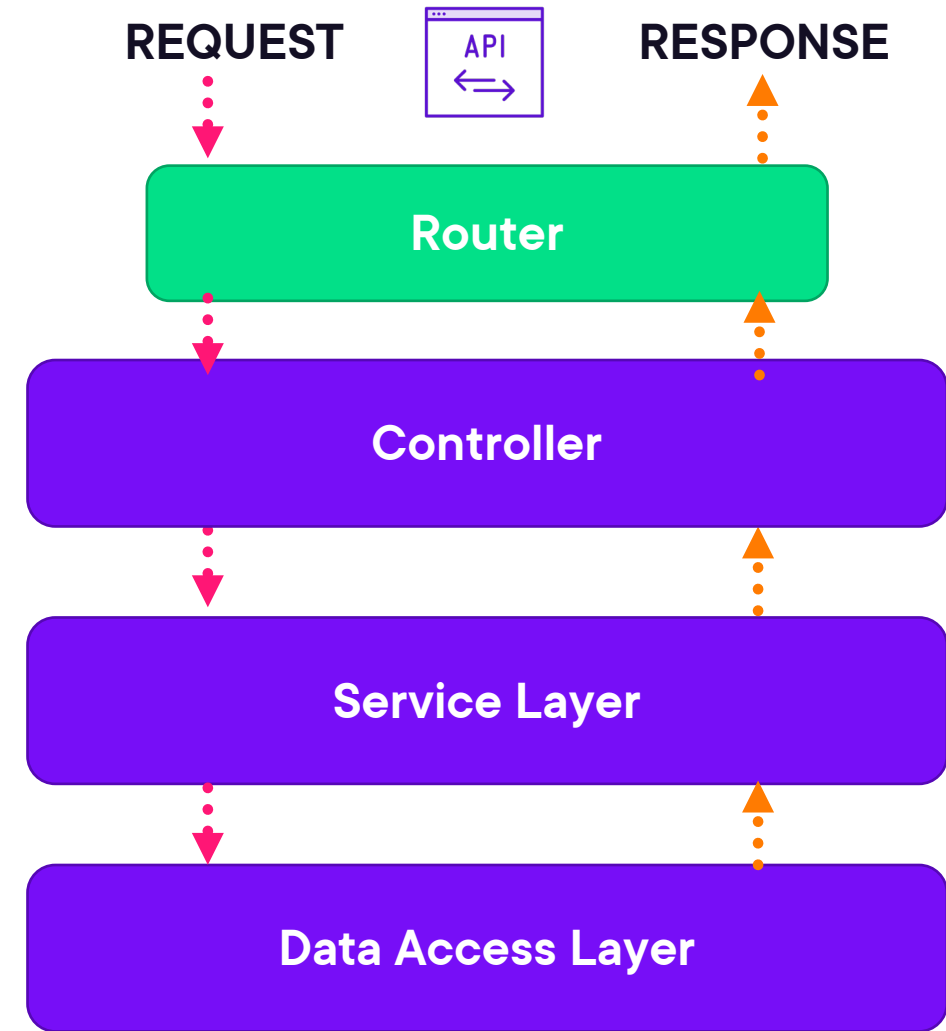 REQUEST
API
RESPONSE
Router
Controller
Service Layer
Data Access Layer